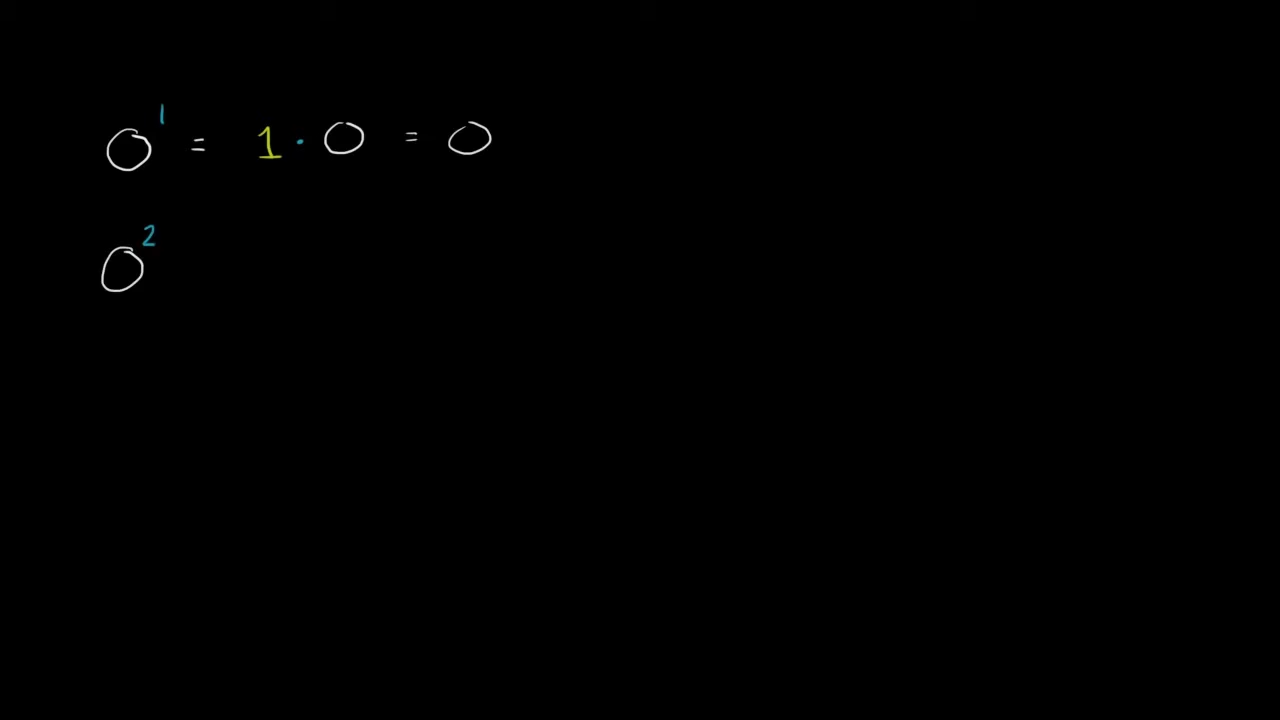 0¹ = 1 · 0 = 0
0²